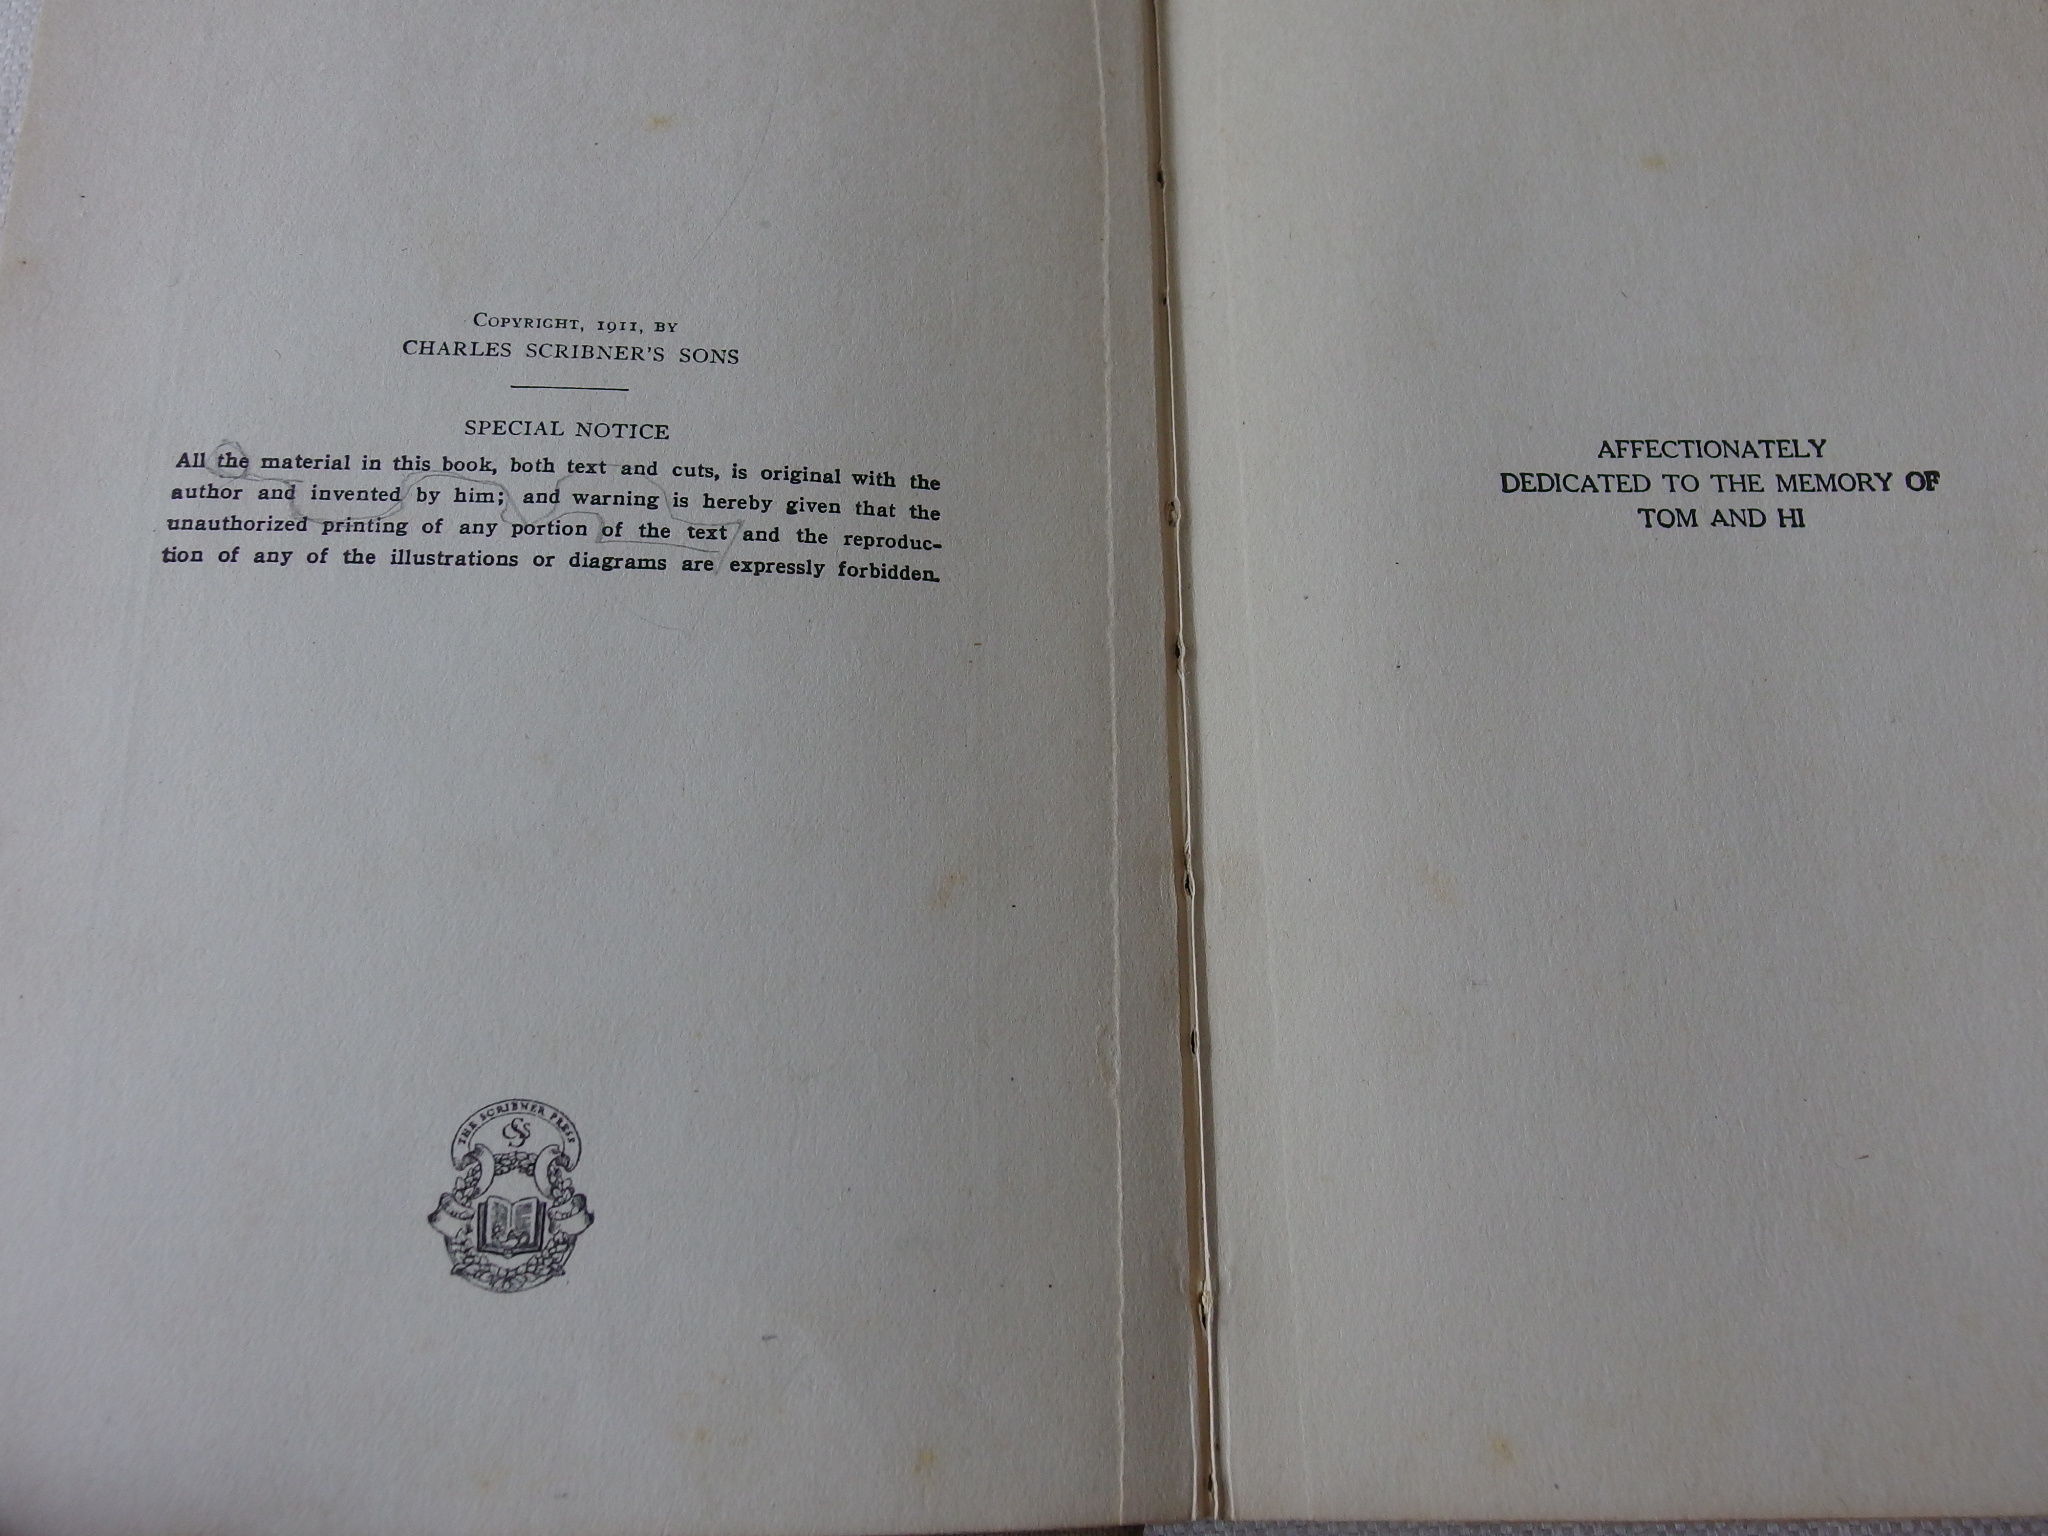 COPYRIGHT, 1911, BY
CHARLES SCRIBNER'S SONS
SPECIAL NOTICE
All the material in this book, both text and cuts, is original with the
author and invented by him; and warning is hereby given that the
unauthorized printing of any portion of the text and the reproduc-
tion of any of the illustrations or diagrams are expressly forbidden.
THE SCRIBNER PRESS
CSS
AFFECTIONATELY
DEDICATED TO THE MEMORY OF
TOM AND HI